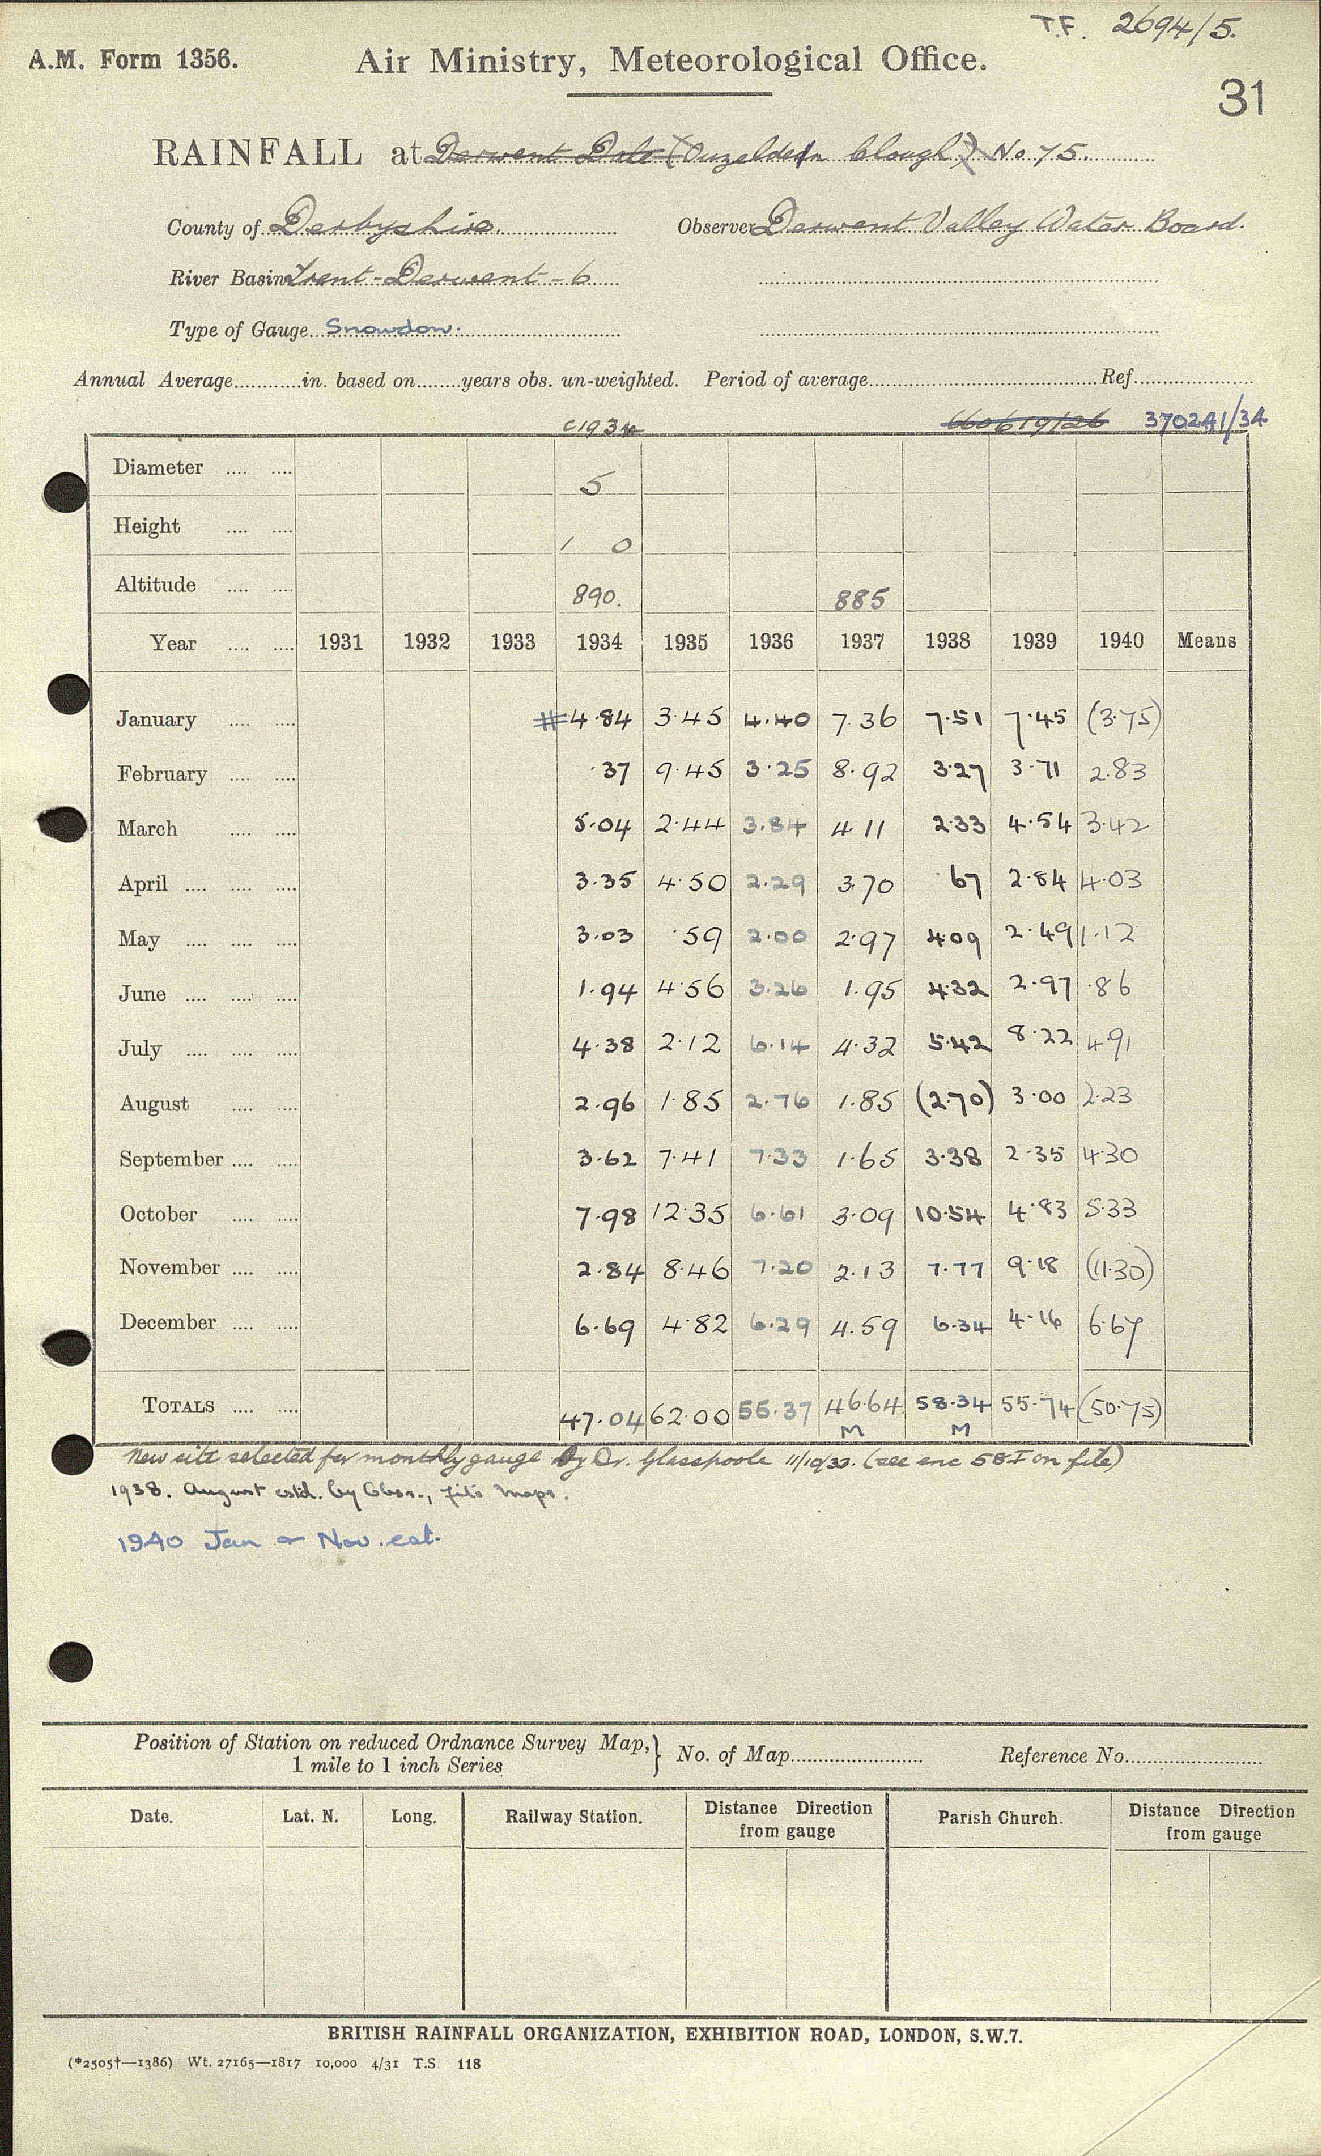 T.F. 2694/5.
A.M. Form 1356.
Air Ministry, Meteorological Office.
31
RAINFALL at Derwent Dale (Ouzelden Clough) No 75.
County of Derbyshire. Observer Derwent Valley Water Board.
River Basin Trent-Derwent-6
Type of Gauge Snowdon.
Annual Average in. based on years obs. un-weighted. Period of average Ref.
c1934 660619/26 370241/34
Diameter 5
Height 1 0
Altitude 890. 885
Year 1931 1932 1933 1934 1935 1936 1937 1938 1939 1940 Means
January #4.84 3.45 4.40 7.36 7.51 7.45 (3.75)
February .37 9.45 3.25 8.92 3.27 3.71 2.83
March 5.04 2.44 3.84 4.11 2.33 4.54 3.42
April 3.35 4.50 2.29 3.70 .67 2.84 4.03
May 3.03 .59 2.00 2.97 4.09 2.49 1.12
June 1.94 4.56 3.26 1.95 4.32 2.97 .86
July 4.38 2.12 6.14 4.32 5.42 8.22 4.91
August 2.96 1.85 2.76 1.85 (2.70) 3.00 2.23
September 3.62 7.41 7.33 1.65 3.38 2.35 4.30
October 7.98 12.35 6.61 3.09 10.54 4.83 5.33
November 2.84 8.46 7.20 2.13 7.77 9.18 (11.30)
December 6.69 4.82 6.29 4.59 6.34 4.16 6.67
TOTALS 47.04 62.00 55.37 46.64 58.34 55.74 (50.75)
M M
New site selected for monthly gauge by Dr. Glasspoole 11/10/33. (see enc 58I on file)
1938. August estd. by Obsr., fits maps.
1940 Jan & Nov. est.
Position of Station on reduced Ordnance Survey Map, 1 mile to 1 inch Series } No. of Map Reference No.
Date. Lat. N. Long. Railway Station. Distance Direction from gauge Parish Church. Distance Direction from gauge
BRITISH RAINFALL ORGANIZATION, EXHIBITION ROAD, LONDON, S.W.7.
(*2505†—1386) Wt. 27165—1817 10,000 4/31 T.S 118